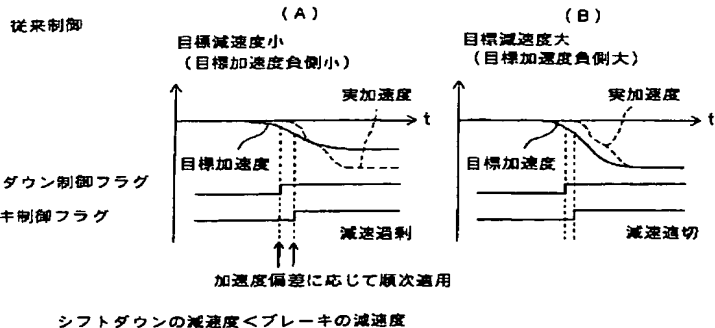 従来制御
(A)
(B)
目標減速度小
(目標加速度負側小)
目標減速度大
(目標加速度負側大)
実加速度
実加速度
t
t
目標加速度
目標加速度
ダウン制御フラグ
キ制御フラグ
減速過剰
減速適切
加速度偏差に応じて順次適用
シフトダウンの減速度<ブレーキの減速度